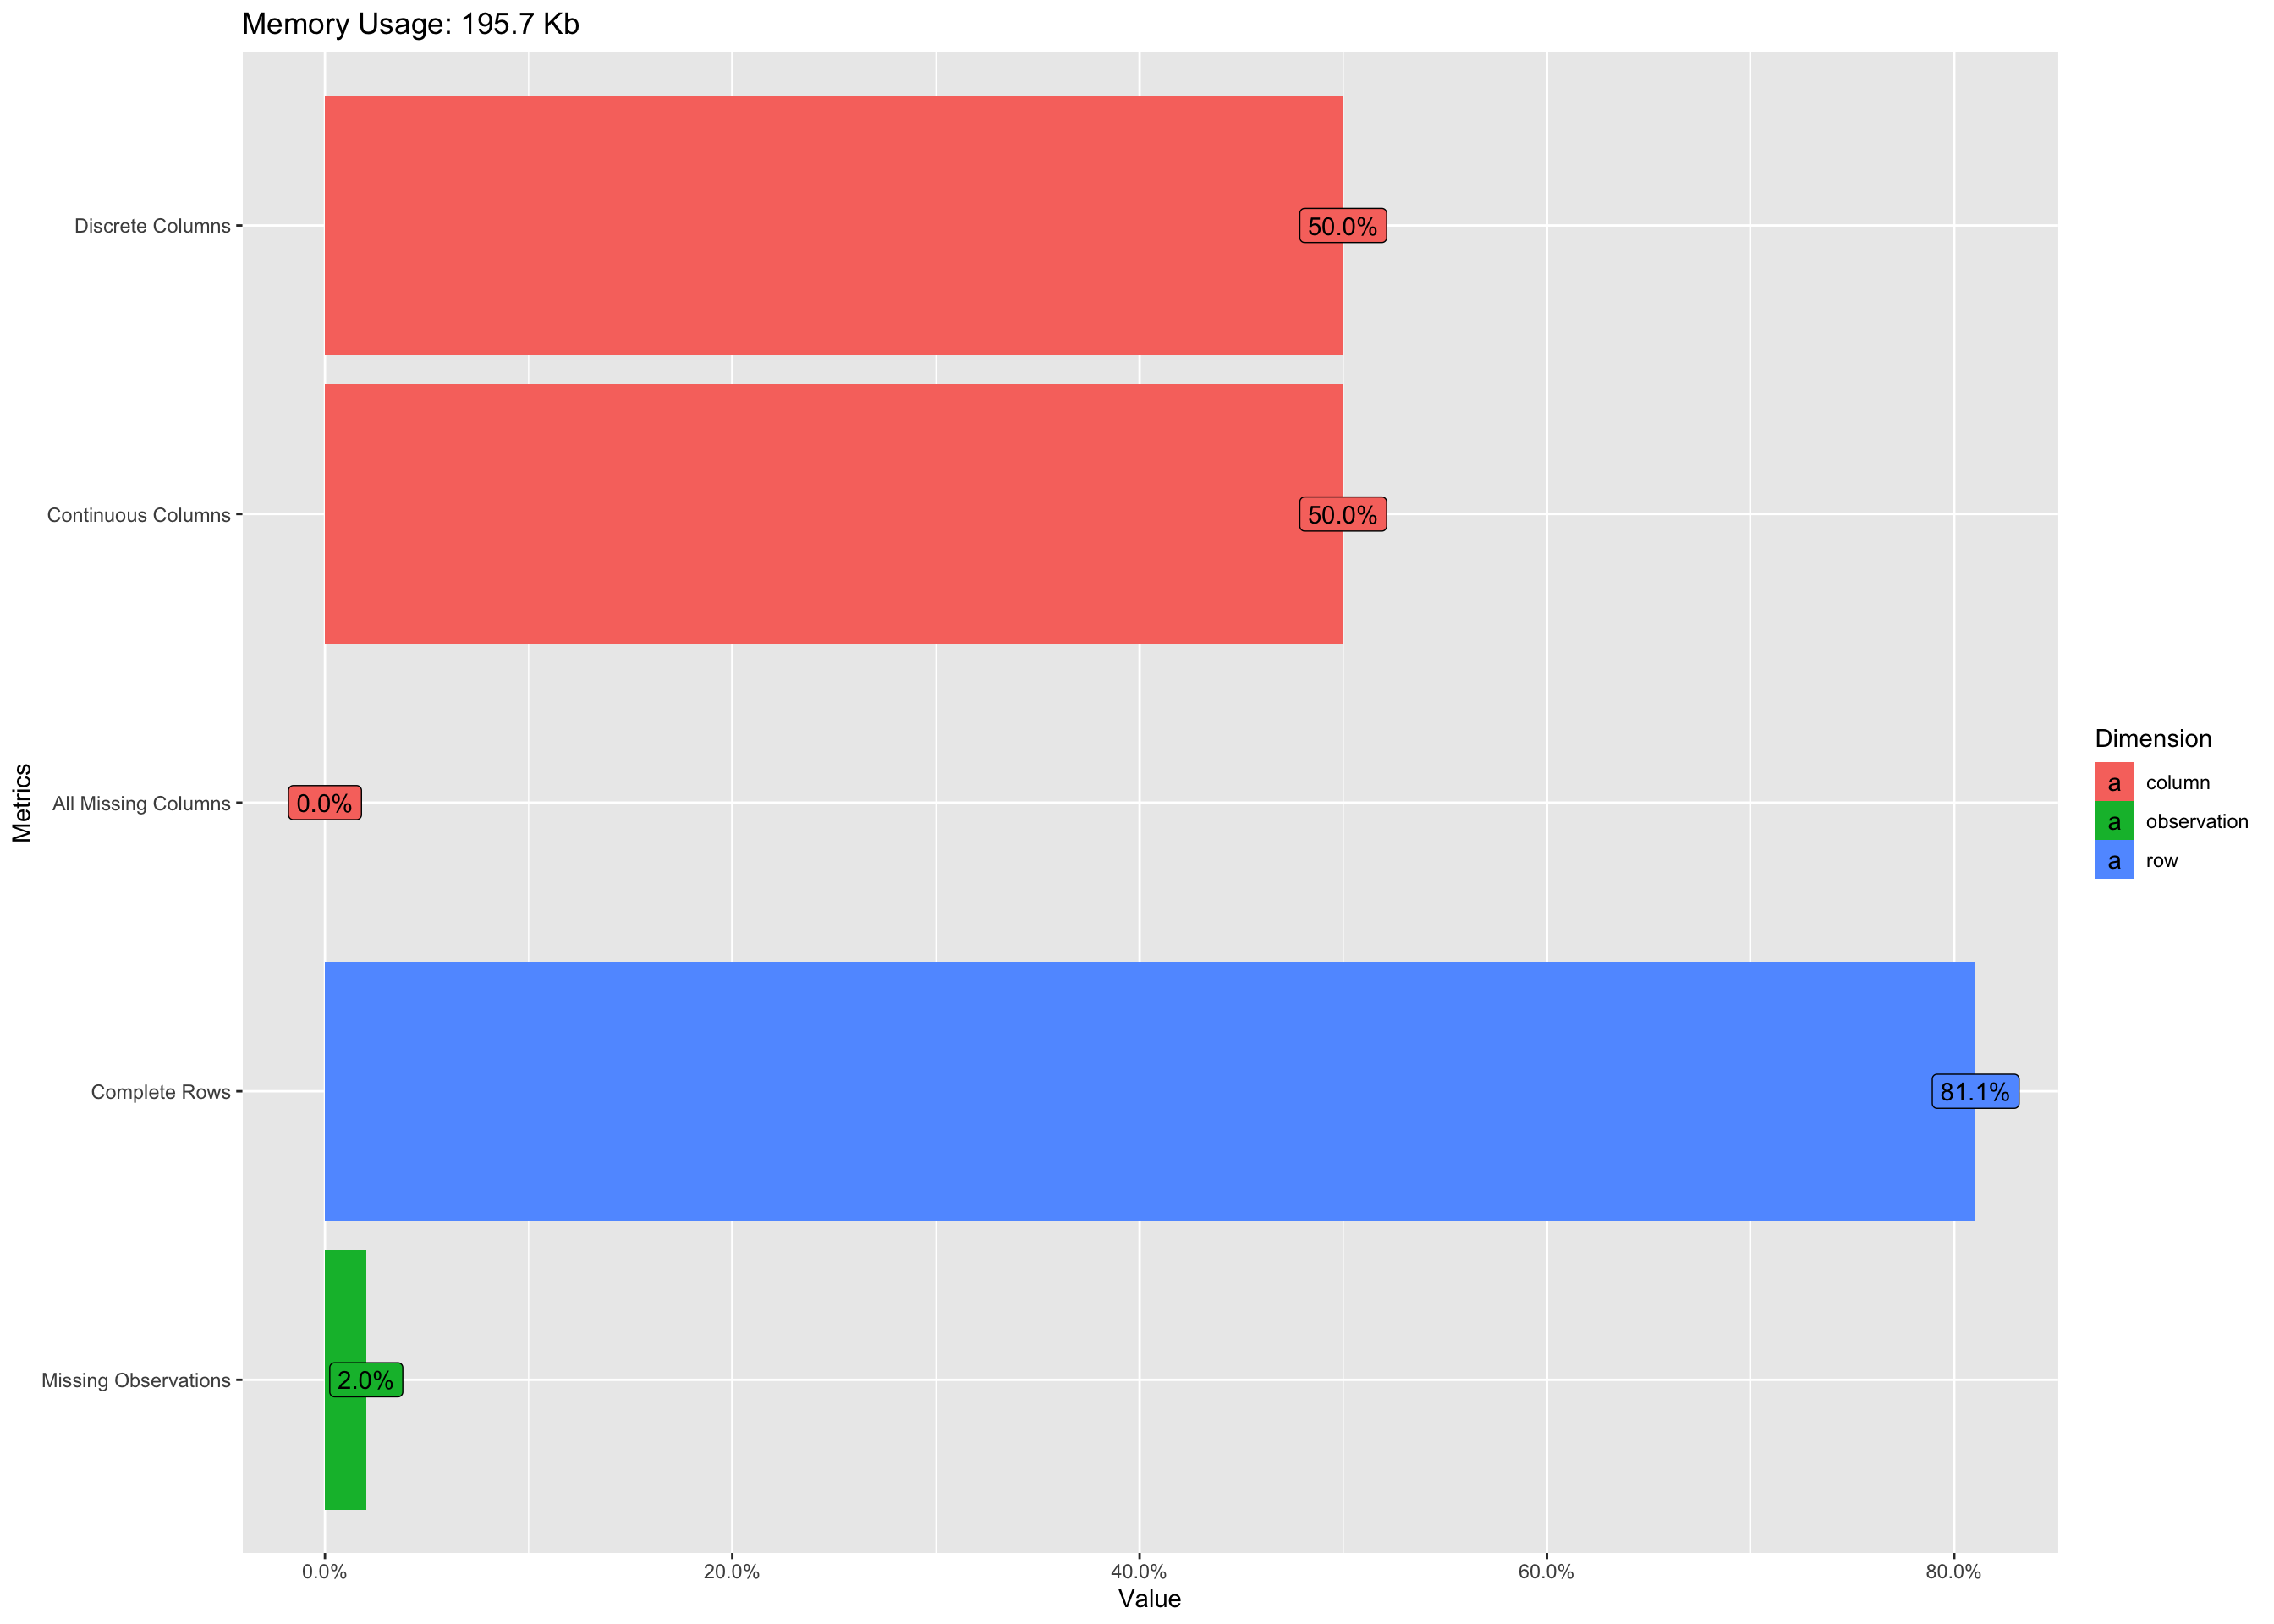 Memory Usage: 195.7 Kb
Discrete Columns
50.0%
Continuous Columns
50.0%
All Missing Columns
0.0%
Complete Rows
81.1%
Missing Observations
2.0%
Metrics
0.0%
20.0%
40.0%
60.0%
80.0%
Value
Dimension
a column
a observation
a row